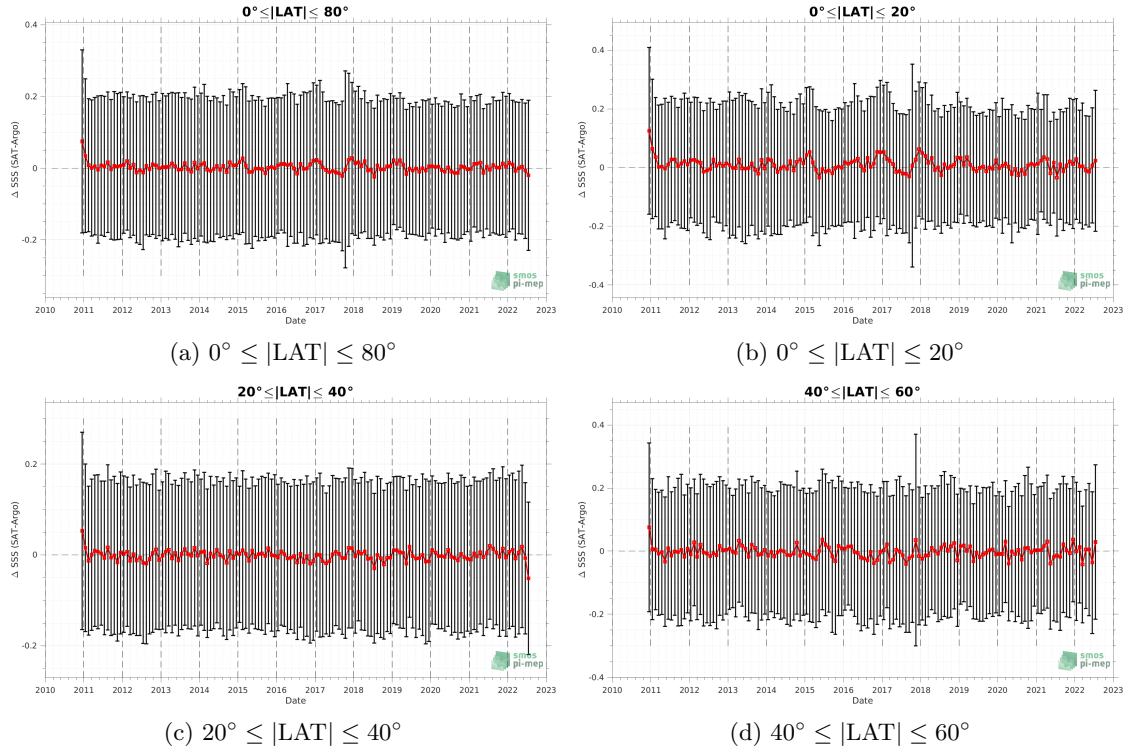 0°≤|LAT|≤ 80°
Δ SSS (SAT-Argo)
0.4
0.2
0
-0.2
2010 2011 2012 2013 2014 2015 2016 2017 2018 2019 2020 2021 2022 2023
Date
smos
pi-mep
(a) 0° ≤ |LAT| ≤ 80°
0°≤|LAT|≤ 20°
Δ SSS (SAT-Argo)
0.4
0.2
0
-0.2
-0.4
2010 2011 2012 2013 2014 2015 2016 2017 2018 2019 2020 2021 2022 2023
Date
smos
pi-mep
(b) 0° ≤ |LAT| ≤ 20°
20°≤|LAT|≤ 40°
Δ SSS (SAT-Argo)
0.2
0
-0.2
2010 2011 2012 2013 2014 2015 2016 2017 2018 2019 2020 2021 2022 2023
Date
smos
pi-mep
(c) 20° ≤ |LAT| ≤ 40°
40°≤|LAT|≤ 60°
Δ SSS (SAT-Argo)
0.4
0.2
0
-0.2
-0.4
2010 2011 2012 2013 2014 2015 2016 2017 2018 2019 2020 2021 2022 2023
Date
smos
pi-mep
(d) 40° ≤ |LAT| ≤ 60°